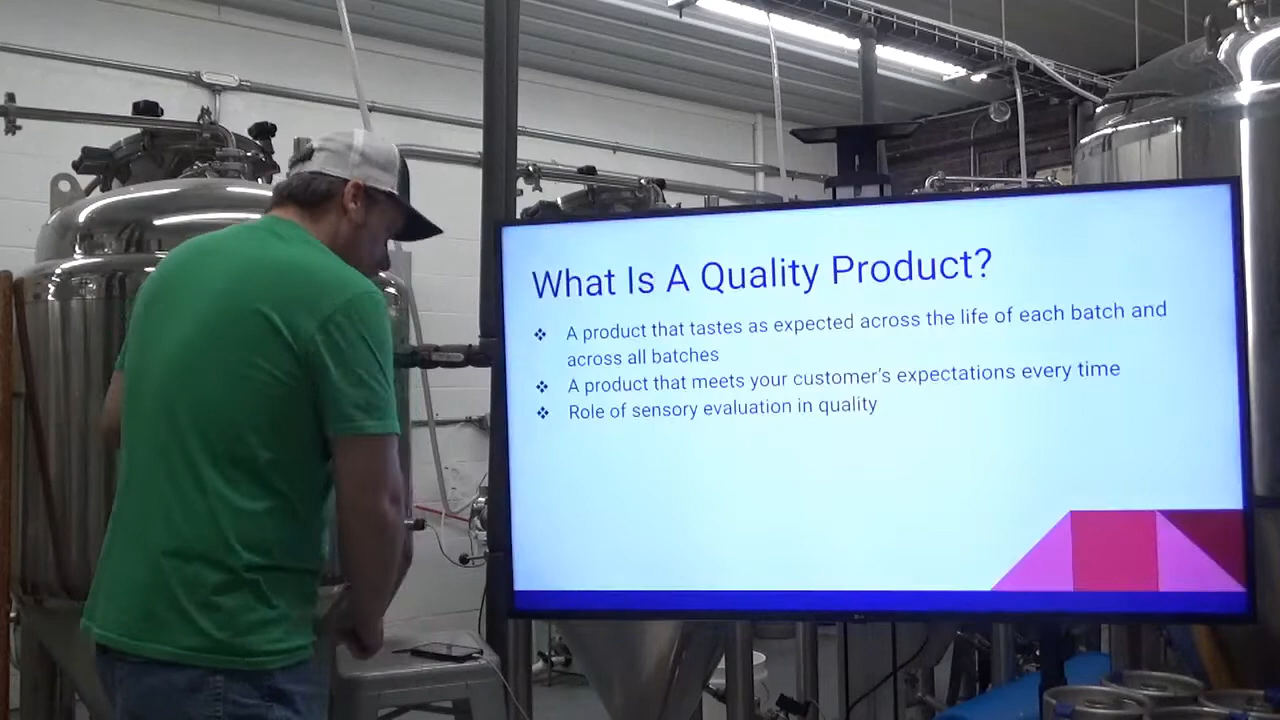 What Is A Quality Product?
❖ A product that tastes as expected across the life of each batch and
across all batches
❖ A product that meets your customer's expectations every time
❖ Role of sensory evaluation in quality
LG